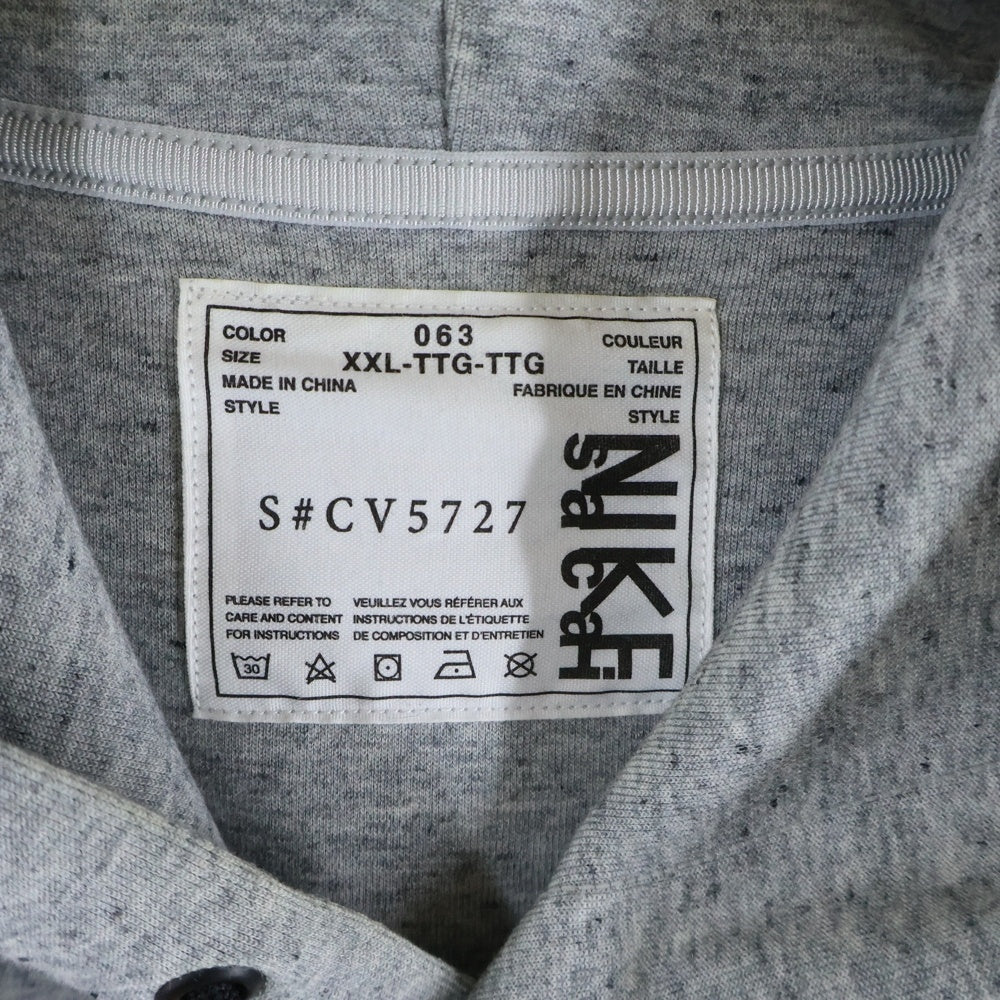 COLOR 063 COULEUR
SIZE XXL-TTG-TTG TAILLE
MADE IN CHINA FABRIQUE EN CHINE
STYLE STYLE
S#CV5727
NIKE
sacai
PLEASE REFER TO
CARE AND CONTENT
FOR INSTRUCTIONS
VEUILLEZ VOUS RÉFÉRER AUX
INSTRUCTIONS DE L'ÉTIQUETTE
DE COMPOSITION ET D'ENTRETIEN
30